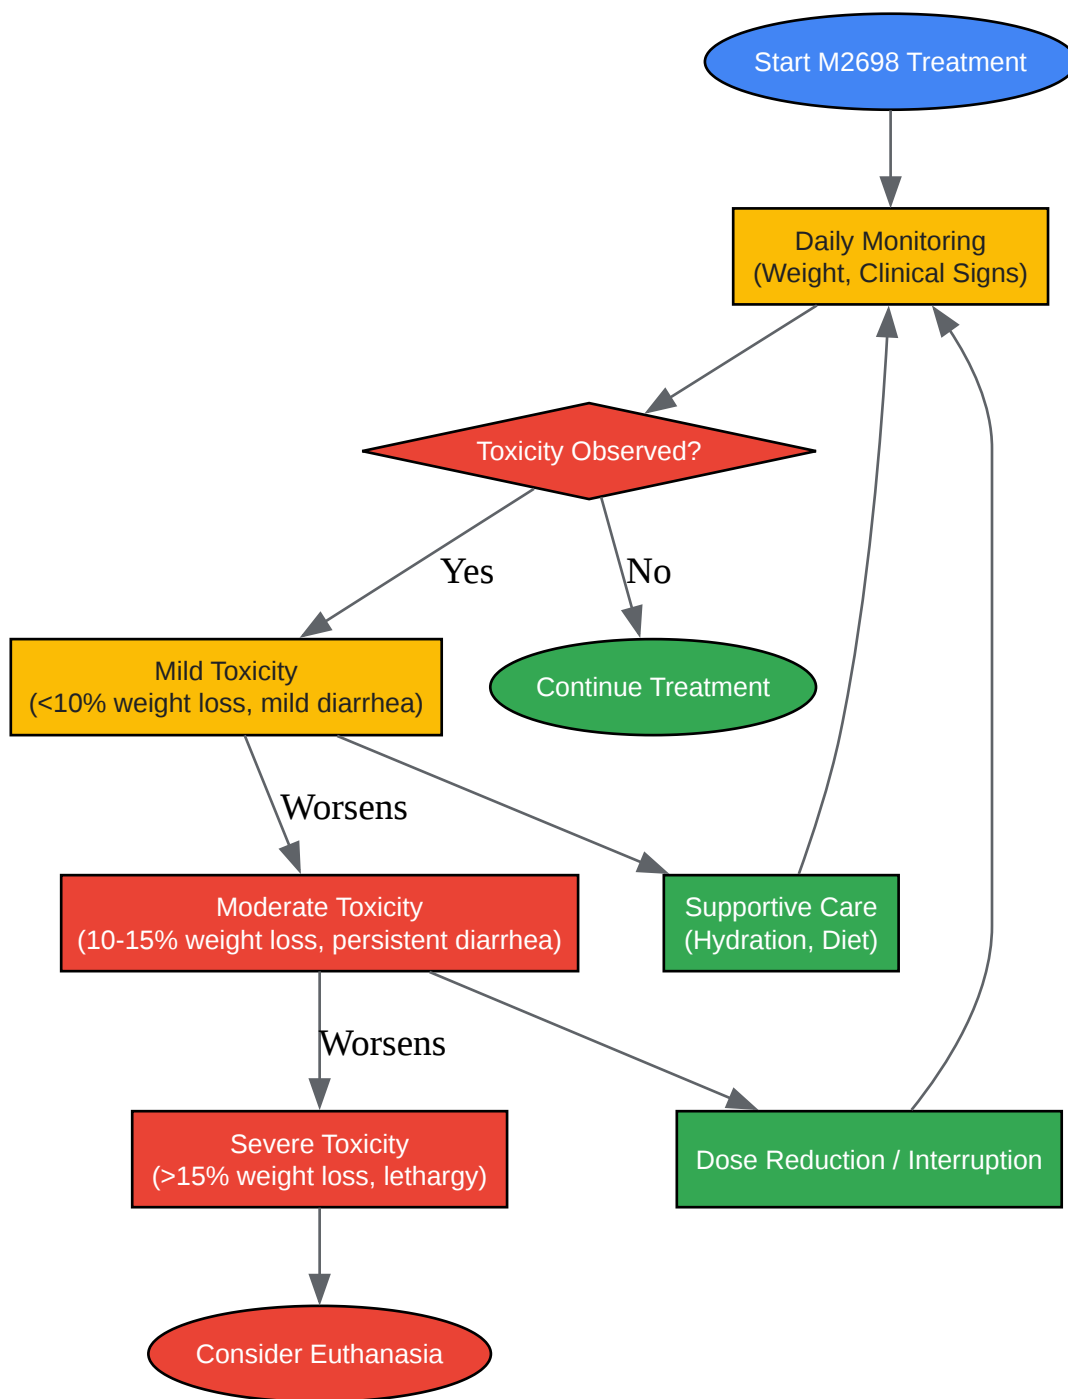 Start M2698 Treatment
Daily Monitoring
(Weight, Clinical Signs)
Toxicity Observed?
Yes
No
Mild Toxicity
(<10% weight loss, mild diarrhea)
Continue Treatment
Worsens
Moderate Toxicity
(10-15% weight loss, persistent diarrhea)
Supportive Care
(Hydration, Diet)
Worsens
Severe Toxicity
(>15% weight loss, lethargy)
Dose Reduction / Interruption
Consider Euthanasia